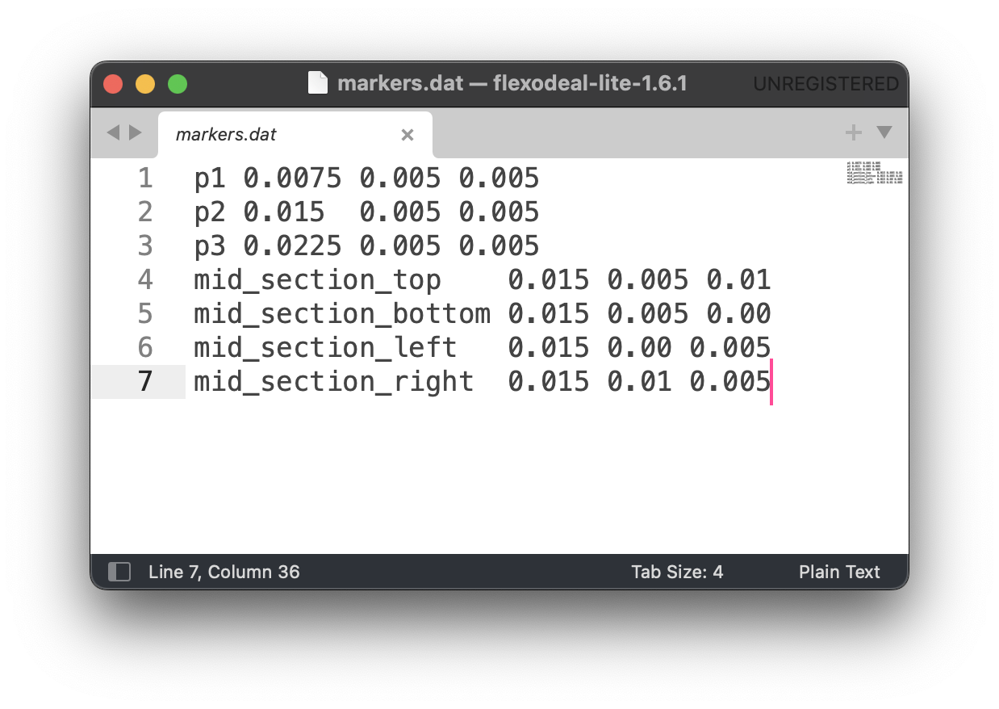 markers.dat — flexodeal-lite-1.6.1 UNREGISTERED
markers.dat ×
1 p1 0.0075 0.005 0.005
2 p2 0.015  0.005 0.005
3 p3 0.0225 0.005 0.005
4 mid_section_top    0.015 0.005 0.01
5 mid_section_bottom 0.015 0.005 0.00
6 mid_section_left   0.015 0.00 0.005
7 mid_section_right  0.015 0.01 0.005
Line 7, Column 36 Tab Size: 4 Plain Text